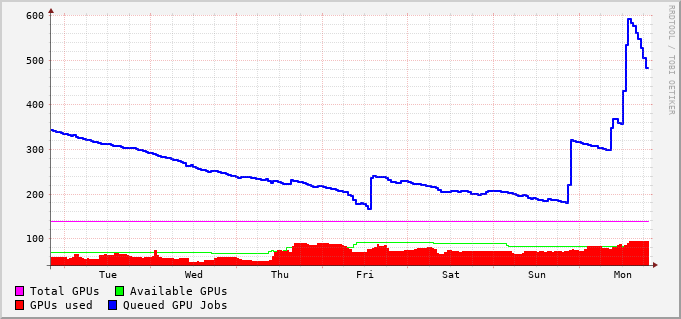 600
500
400
300
200
100
Tue Wed Thu Fri Sat Sun Mon
Total GPUs Available GPUs
GPUs used Queued GPU Jobs
RRDTOOL / TOBI OETIKER